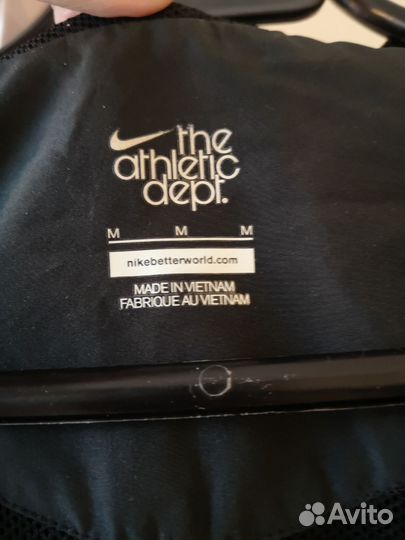 the
athletic
dept.
M M M
nikebetterworld.com
MADE IN VIETNAM
FABRIQUE AU VIETNAM
Avito